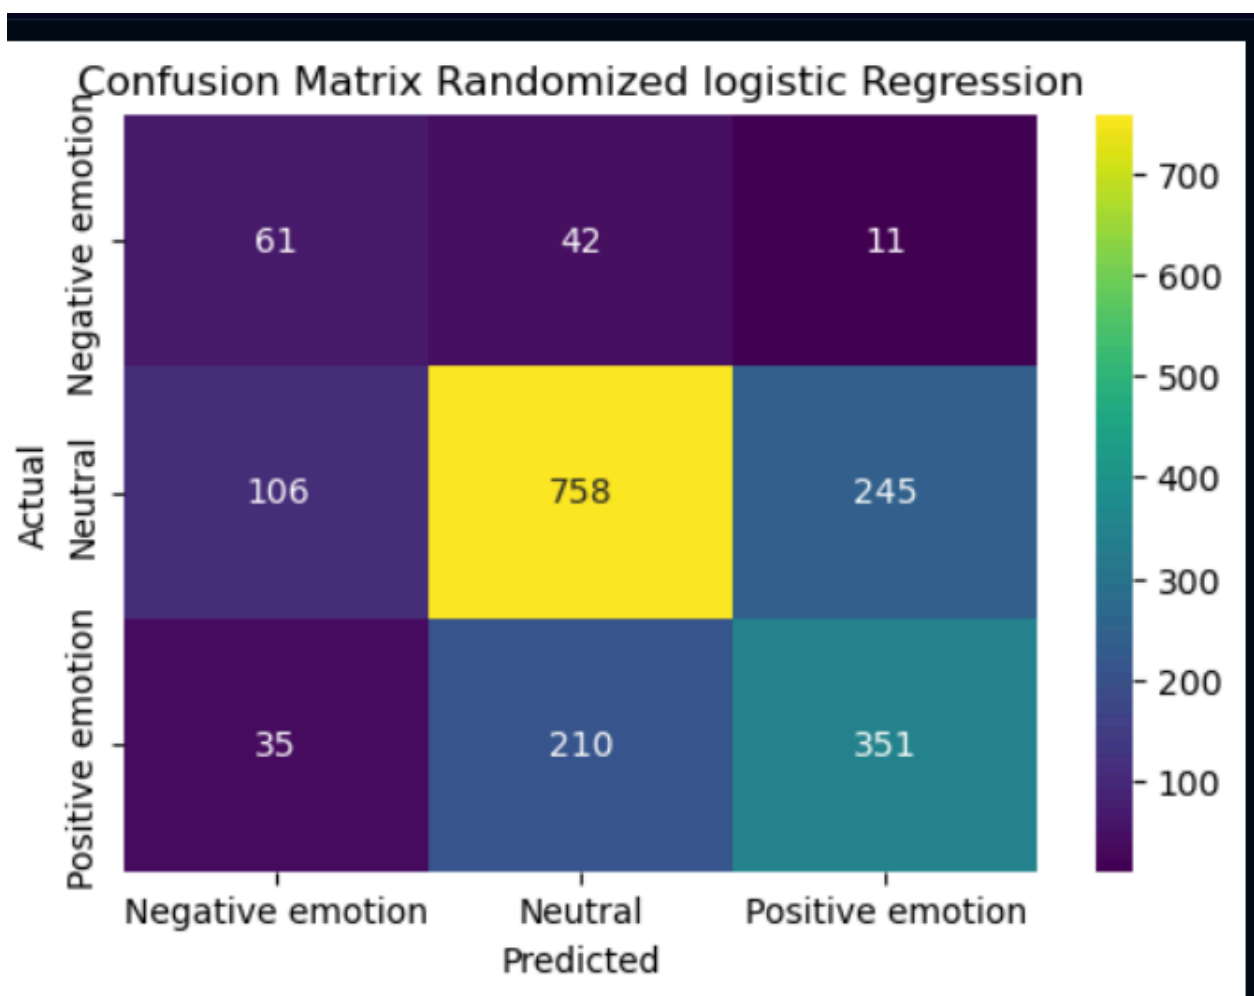 Confusion Matrix Randomized logistic Regression
Actual
Negative emotion
Neutral
Positive emotion
61 42 11
106 758 245
35 210 351
Negative emotion Neutral Positive emotion
Predicted
700
600
500
400
300
200
100